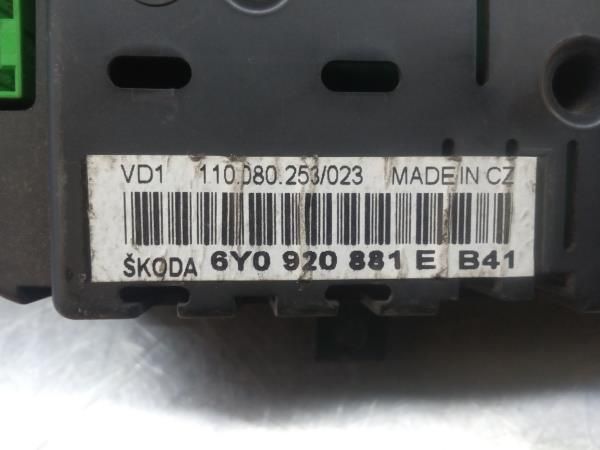 VD1 110.080.253/023 MADE IN CZ
ŠKODA 6Y0 920 881 E B41